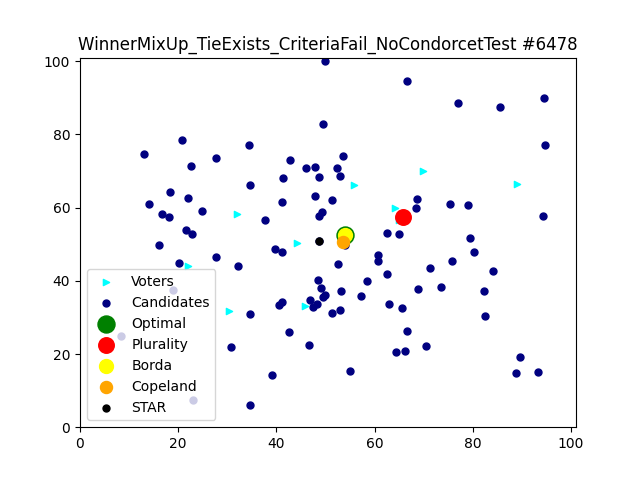 WinnerMixUp_TieExists_CriteriaFail_NoCondorcetTest #6478
100
80
60
40
20
0
Voters
Candidates
Optimal
Plurality
Borda
Copeland
STAR
0 20 40 60 80 100